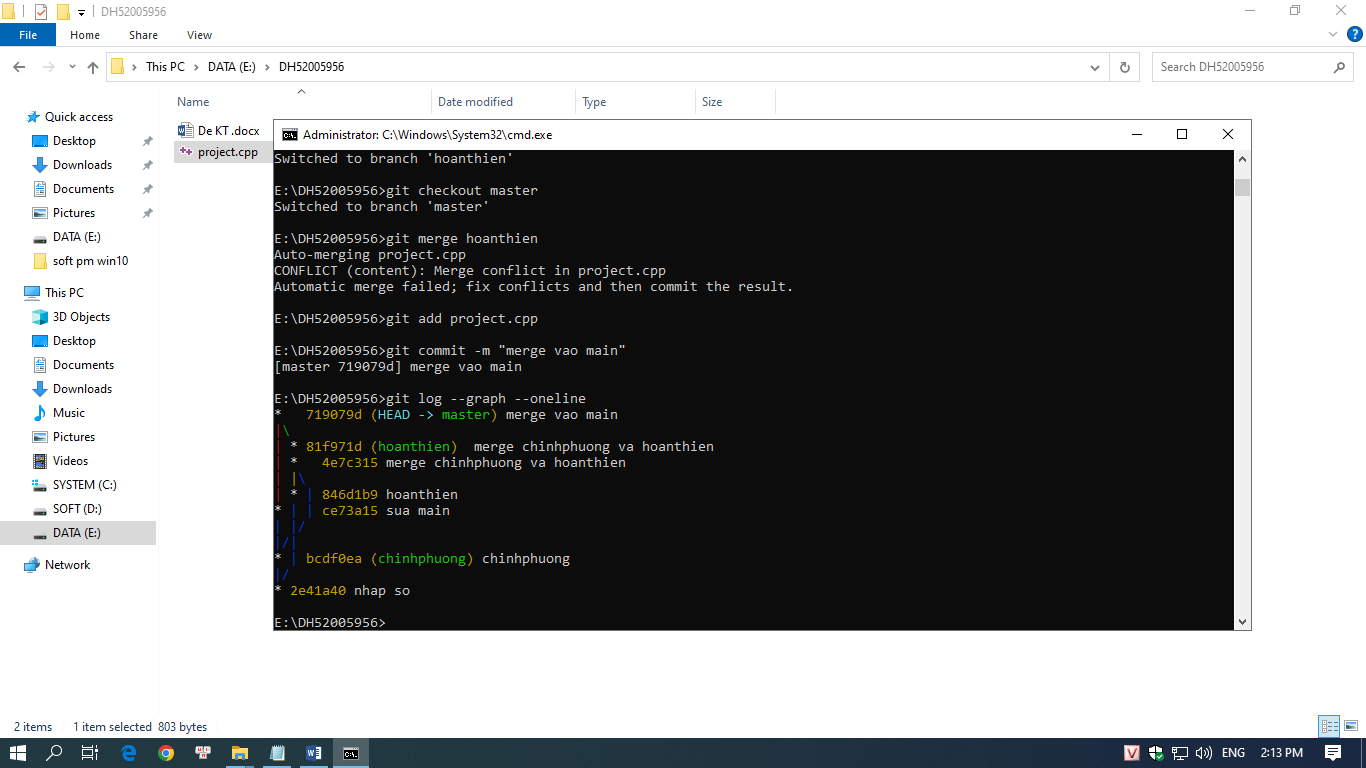 DH52005956
File Home Share View
This PC DATA (E:) DH52005956 Search DH52005956
Name Date modified Type Size
Quick access
Desktop
Downloads
Documents
Pictures
DATA (E:)
soft pm win10
This PC
3D Objects
Desktop
Documents
Downloads
Music
Pictures
Videos
SYSTEM (C:)
SOFT (D:)
DATA (E:)
Network
De KT .docx
project.cpp
Administrator: C:\Windows\System32\cmd.exe
Switched to branch 'hoanthien'
E:\DH52005956>git checkout master
Switched to branch 'master'
E:\DH52005956>git merge hoanthien
Auto-merging project.cpp
CONFLICT (content): Merge conflict in project.cpp
Automatic merge failed; fix conflicts and then commit the result.
E:\DH52005956>git add project.cpp
E:\DH52005956>git commit -m "merge vao main"
[master 719079d] merge vao main
E:\DH52005956>git log --graph --oneline
*   719079d (HEAD -> master) merge vao main
|\
| * 81f971d (hoanthien)  merge chinhphuong va hoanthien
| *   4e7c315 merge chinhphuong va hoanthien
| |\
| * | 846d1b9 hoanthien
* | | ce73a15 sua main
| |/
|/|
* | bcdf0ea (chinhphuong) chinhphuong
|/
* 2e41a40 nhap so
E:\DH52005956>
2 items 1 item selected 803 bytes
ENG 2:13 PM